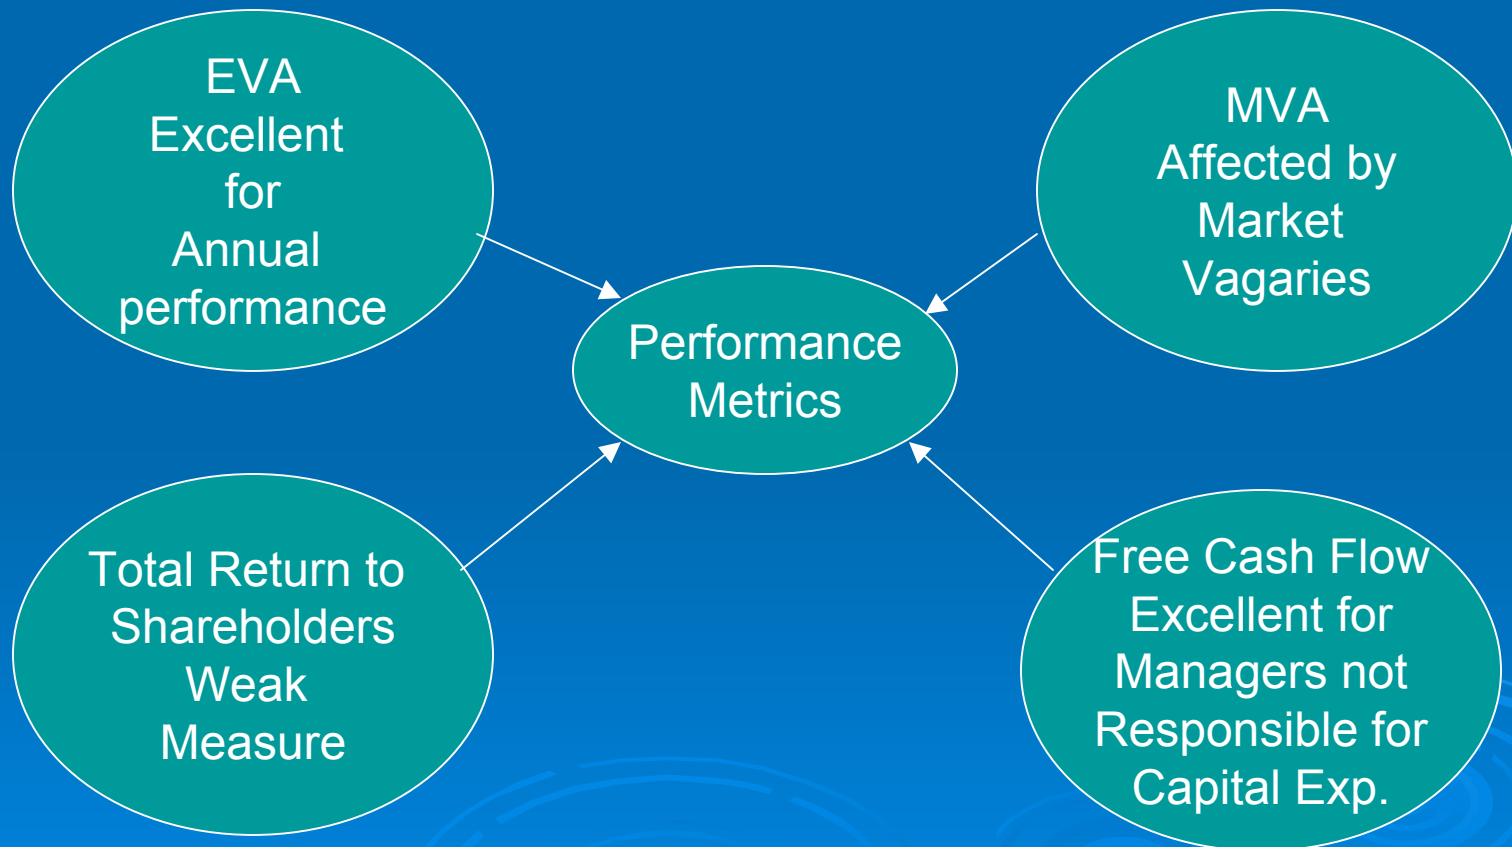 EVA
Excellent
for
Annual
performance
MVA
Affected by
Market
Vagaries
Performance
Metrics
Total Return to
Shareholders
Weak
Measure
Free Cash Flow
Excellent for
Managers not
Responsible for
Capital Exp.